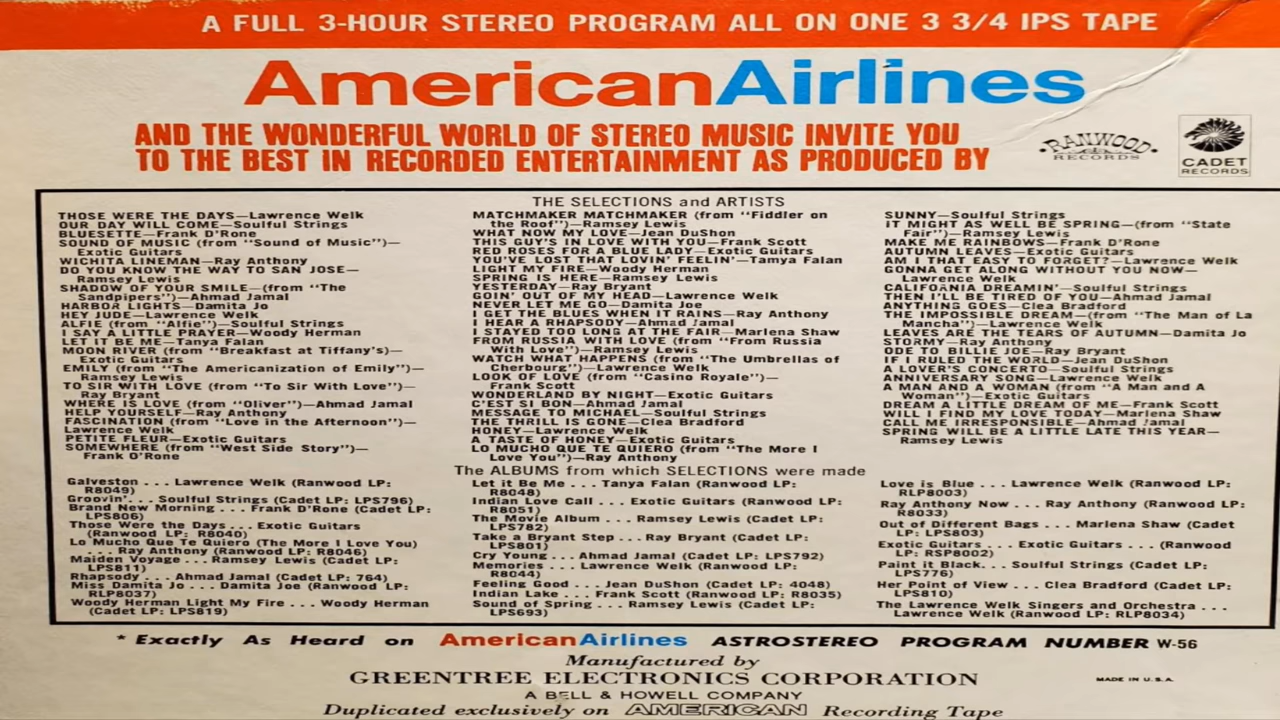 A FULL 3-HOUR STEREO PROGRAM ALL ON ONE 3 3/4 IPS TAPE
AmericanAirlines
AND THE WONDERFUL WORLD OF STEREO MUSIC INVITE YOU
TO THE BEST IN RECORDED ENTERTAINMENT AS PRODUCED BY
RANWOOD
RECORDS
CADET
RECORDS
THE SELECTIONS and ARTISTS
THOSE WERE THE DAYS—Lawrence Welk
OUR DAY WILL COME—Soulful Strings
BLUESETTE—Frank D'Rone
SOUND OF MUSIC (from "Sound of Music")—
Exotic Guitars
WICHITA LINEMAN—Ray Anthony
DO YOU KNOW THE WAY TO SAN JOSE—
Ramsey Lewis
SHADOW OF YOUR SMILE—(from "The
Sandpipers")—Ahmad Jamal
HARBOR LIGHTS—Damita Jo
HEY JUDE—Lawrence Welk
ALFIE (from "Alfie")—Soulful Strings
I SAY A LITTLE PRAYER—Woody Herman
LET IT BE ME—Tanya Falan
MOON RIVER (from "Breakfast at Tiffany's)—
Exotic Guitars
EMILY (from "The Americanization of Emily")—
Ramsey Lewis
TO SIR WITH LOVE (from "To Sir With Love")—
Ray Bryant
WHERE IS LOVE (from "Oliver")—Ahmad Jamal
HELP YOURSELF—Ray Anthony
FASCINATION (from "Love in the Afternoon")—
Lawrence Welk
PETITE FLEUR—Exotic Guitars
SOMEWHERE (from "West Side Story")—
Frank O'Rone
MATCHMAKER MATCHMAKER (from "Fiddler on
the Roof")—Ramsey Lewis
WHAT NOW MY LOVE—Jean DuShon
THIS GUY'S IN LOVE WITH YOU—Frank Scott
RED ROSES FOR A BLUE LADY—Exotic Guitars
YOU'VE LOST THAT LOVIN' FEELIN'—Tanya Falan
LIGHT MY FIRE—Woody Herman
SPRING IS HERE—Ramsey Lewis
YESTERDAY—Ray Bryant
GOIN' OUT OF MY HEAD—Lawrence Welk
NEVER LET ME GO—Damita Joe
I GET THE BLUES WHEN IT RAINS—Ray Anthony
I HEAR A RHAPSODY—Ahmad Jamal
I STAYED TOO LONG AT THE FAIR—Marlena Shaw
FROM RUSSIA WITH LOVE (from "From Russia
With Love")—Ramsey Lewis
WATCH WHAT HAPPENS (from "The Umbrellas of
Cherbourg")—Lawrence Welk
LOOK OF LOVE (from "Casino Royale")—
Frank Scott
WONDERLAND BY NIGHT—Exotic Guitars
C'EST SI BON—Ahmad Jamal
MESSAGE TO MICHAEL—Soulful Strings
THE THRILL IS GONE—Clea Bradford
HONEY—Lawrence Welk
A TASTE OF HONEY—Exotic Guitars
LO MUCHO QUE TE QUIERO (from "The More I
Love You")—Ray Anthony
SUNNY—Soulful Strings
IT MIGHT AS WELL BE SPRING—(from "State
Fair")—Ramsey Lewis
MAKE ME RAINBOWS—Frank D'Rone
AUTUMN LEAVES—Exotic Guitars
AM I THAT EASY TO FORGET?—Lawrence Welk
GONNA GET ALONG WITHOUT YOU NOW—
Lawrence Welk
CALIFORNIA DREAMIN'—Soulful Strings
THEN I'LL BE TIRED OF YOU—Ahmad Jamal
ANYTHING GOES—Clea Bradford
THE IMPOSSIBLE DREAM—(from "The Man of La
Mancha")—Lawrence Welk
LEAVES ARE THE TEARS OF AUTUMN—Damita Jo
STORMY—Ray Anthony
ODE TO BILLIE JOE—Ray Bryant
IF I RULED THE WORLD—Jean DuShon
A LOVER'S CONCERTO—Soulful Strings
ANNIVERSARY SONG—Lawrence Welk
A MAN AND A WOMAN (from "A Man and A
Woman")—Exotic Guitars
DREAM A LITTLE DREAM OF ME—Frank Scott
WILL I FIND MY LOVE TODAY—Marlena Shaw
CALL ME IRRESPONSIBLE—Ahmad Jamal
SPRING WILL BE A LITTLE LATE THIS YEAR—
Ramsey Lewis
The ALBUMS from which SELECTIONS were made
Galveston . . . Lawrence Welk (Ranwood LP:
R8049)
Groovin'. . . Soulful Strings (Cadet LP: LPS796)
Brand New Morning . . . Frank D'Rone (Cadet LP:
LPS806)
Those Were the Days . . . Exotic Guitars
(Ranwood LP: R8040)
Lo Mucho Que Te Quiero (The More I Love You)
. . . Ray Anthony (Ranwood LP: R8046)
Maiden Voyage . . . Ramsey Lewis (Cadet LP:
LPS811)
Rhapsody . . . Ahmad Jamal (Cadet LP: 764)
Miss Damita Jo . . . Damita Joe (Ranwood LP:
RLP8037)
Woody Herman Light My Fire . . . Woody Herman
(Cadet LP: LPS819)
Let it Be Me . . . Tanya Falan (Ranwood LP:
R8048)
Indian Love Call . . . Exotic Guitars (Ranwood LP:
R8051)
The Movie Album . . . Ramsey Lewis (Cadet LP:
LPS782)
Take a Bryant Step . . . Ray Bryant (Cadet LP:
LPS801)
Cry Young . . . Ahmad Jamal (Cadet LP: LPS792)
Memories . . . Lawrence Welk (Ranwood LP:
R8044)
Feeling Good . . . Jean DuShon (Cadet LP: 4048)
Indian Lake . . . Frank Scott (Ranwood LP: R8035)
Sound of Spring . . . Ramsey Lewis (Cadet LP:
LPS693)
Love is Blue . . . Lawrence Welk (Ranwood LP:
RLP8003)
Ray Anthony Now . . . Ray Anthony (Ranwood LP:
R8033)
Out of Different Bags . . . Marlena Shaw (Cadet
LP: LPS803)
Exotic Guitars . . . Exotic Guitars . . . (Ranwood
LP: RSP8002)
Paint it Black. . . Soulful Strings (Cadet LP:
LPS776)
Her Point of View . . . Clea Bradford (Cadet LP:
LPS810)
The Lawrence Welk Singers and Orchestra . . .
Lawrence Welk (Ranwood LP: RLP8034)
* Exactly As Heard on AmericanAirlines ASTROSTEREO PROGRAM NUMBER W-56
Manufactured by
GREENTREE ELECTRONICS CORPORATION
MADE IN U.S.A.
A BELL & HOWELL COMPANY
Duplicated exclusively on AMERICAN Recording Tape